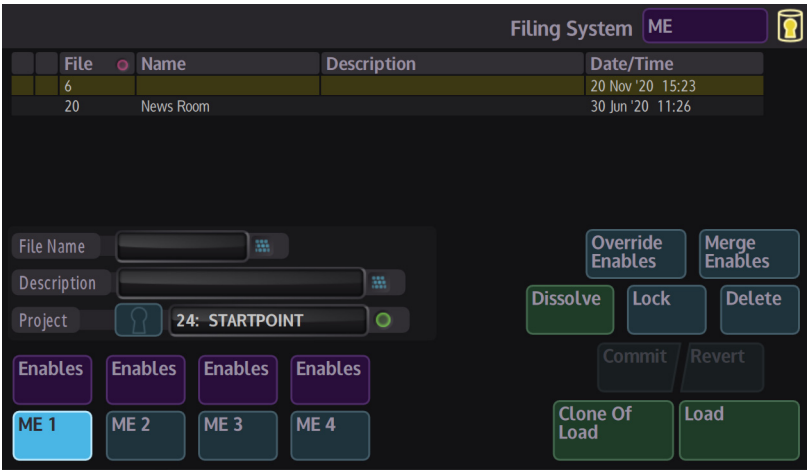 Filing System ME
File Name Description Date/Time
6 20 Nov '20 15:23
20 News Room 30 Jun '20 11:26
File Name
Description
Project 24: STARTPOINT
Override Enables
Merge Enables
Dissolve
Lock
Delete
Commit
Revert
Enables Enables Enables Enables
ME 1 ME 2 ME 3 ME 4
Clone Of Load
Load